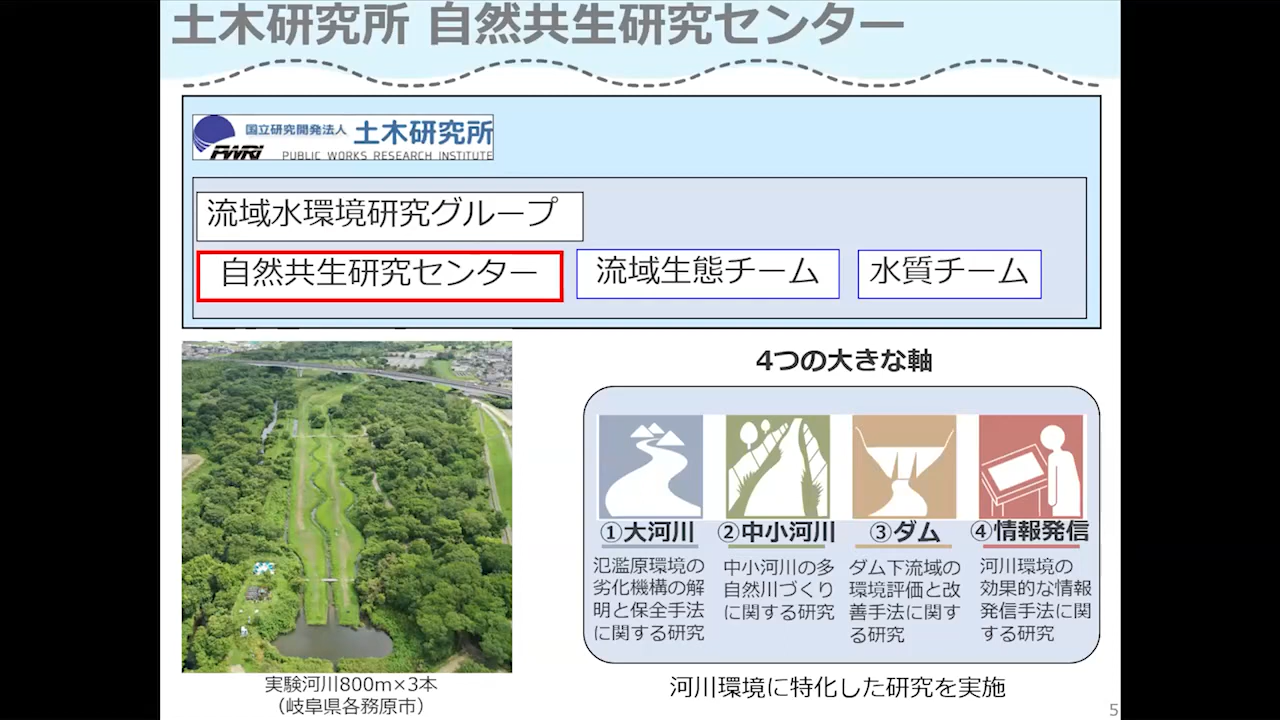 土木研究所 自然共生研究センター
国立研究開発法人 土木研究所
PWRI PUBLIC WORKS RESEARCH INSTITUTE
流域水環境研究グループ
自然共生研究センター
流域生態チーム
水質チーム
4つの大きな軸
①大河川
氾濫原環境の
劣化機構の解
明と保全手法
に関する研究
②中小河川
中小河川の多
自然川づくり
に関する研究
③ダム
ダム下流域の
環境評価と改
善手法に関す
る研究
④情報発信
河川環境の
効果的な情報
発信手法に関
する研究
実験河川800m×3本
（岐阜県各務原市）
河川環境に特化した研究を実施
5